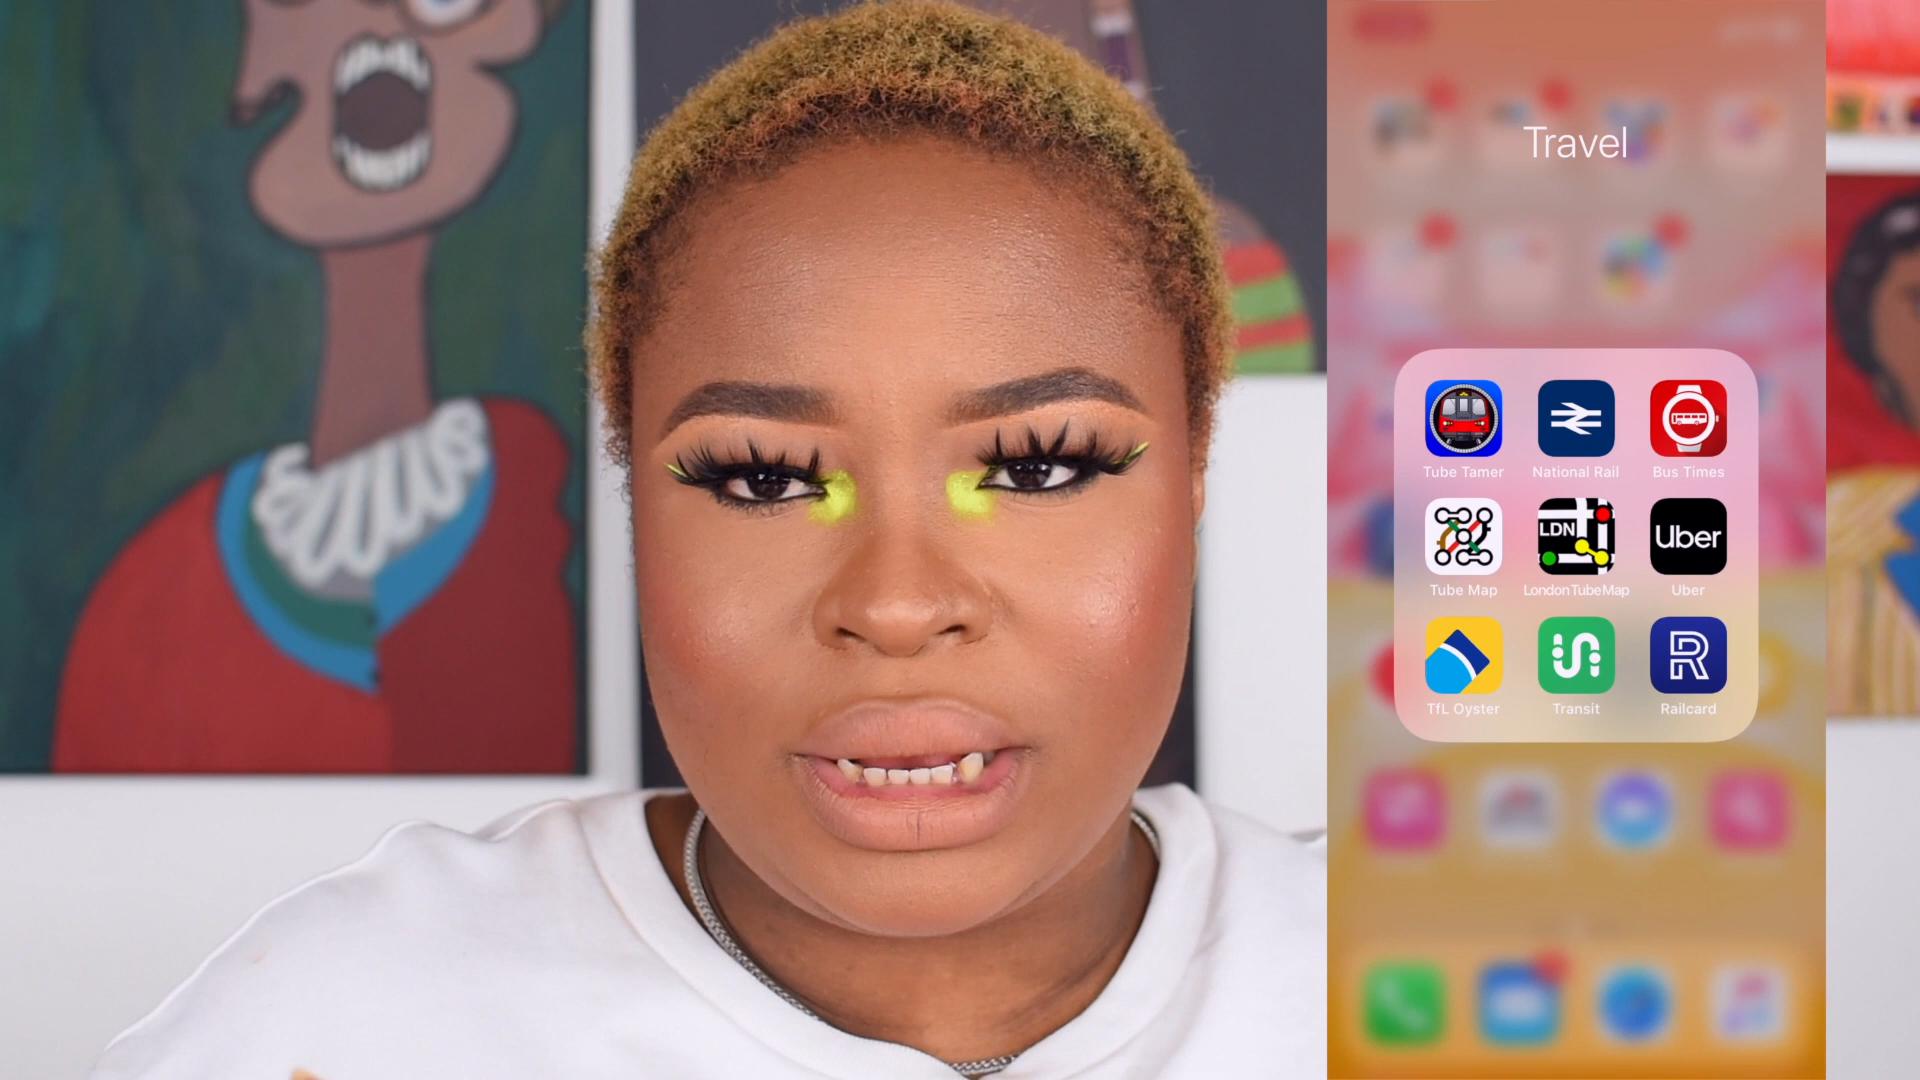 Travel
Tube Tamer
National Rail
Bus Times
LDN
Uber
Tube Map
LondonTubeMap
Uber
TfL Oyster
Transit
Railcard